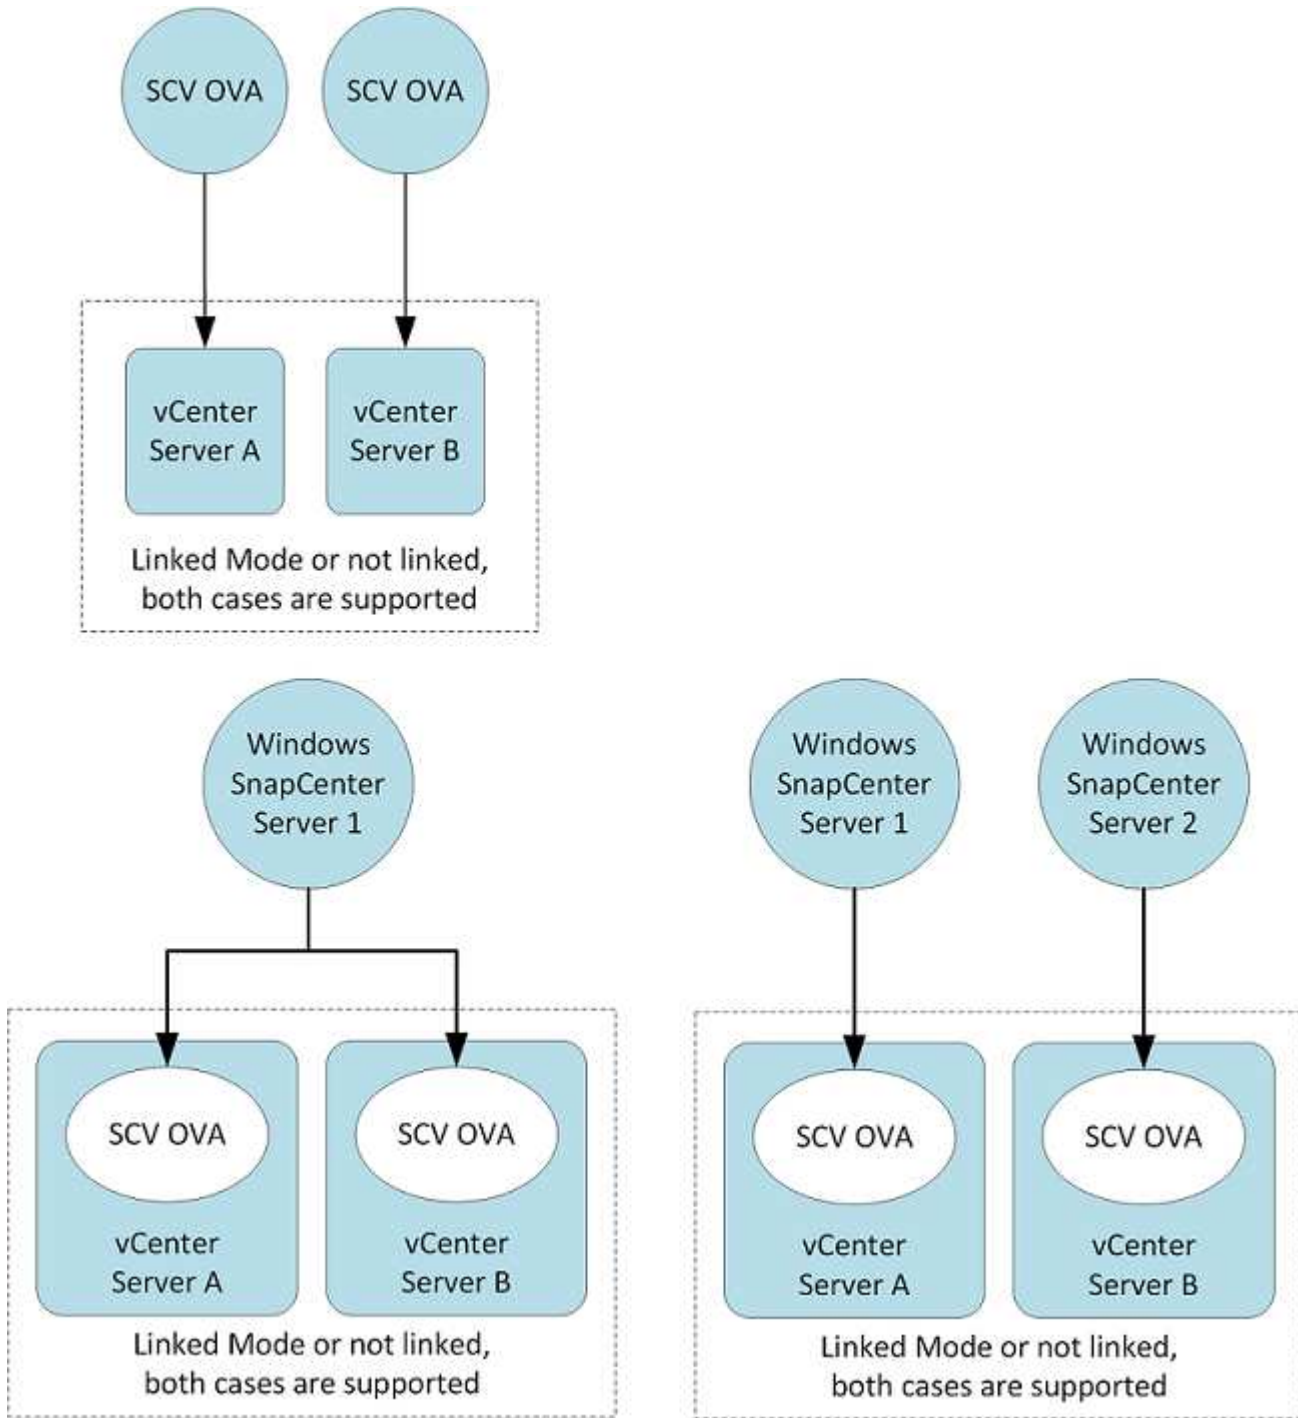 SCV OVA
SCV OVA
vCenter
Server A
vCenter
Server B
Linked Mode or not linked,
both cases are supported
Windows
SnapCenter
Server 1
SCV OVA
vCenter
Server A
SCV OVA
vCenter
Server B
Linked Mode or not linked,
both cases are supported
Windows
SnapCenter
Server 1
Windows
SnapCenter
Server 2
SCV OVA
vCenter
Server A
SCV OVA
vCenter
Server B
Linked Mode or not linked,
both cases are supported